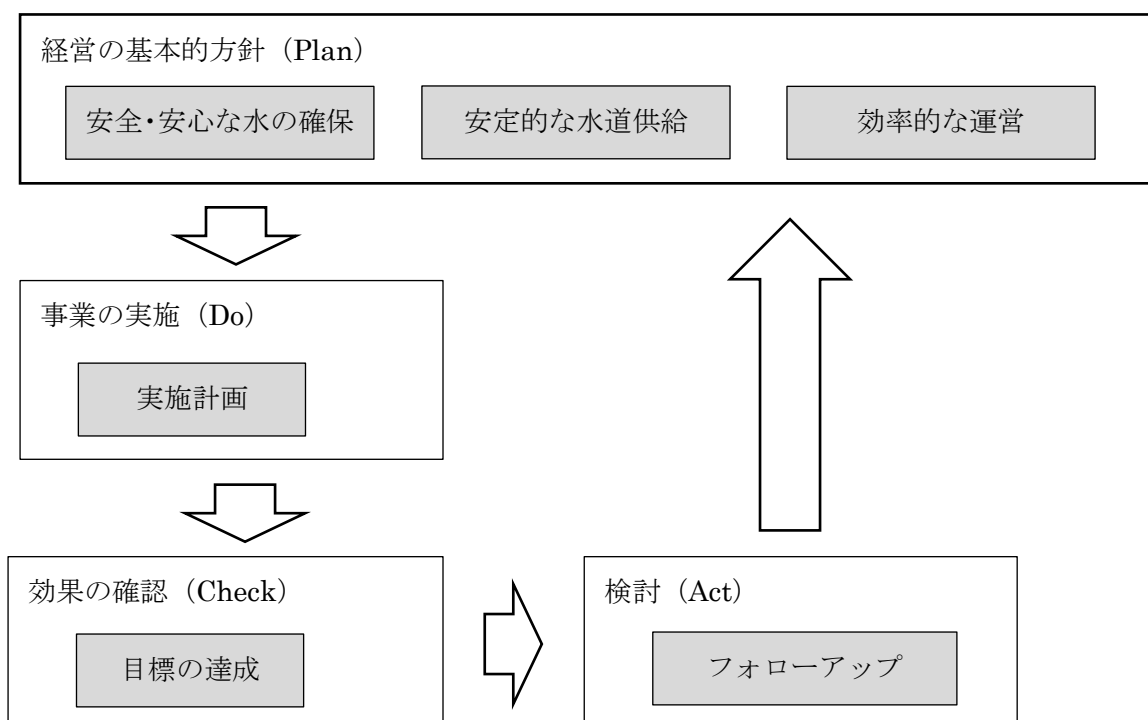 経営の基本的方針（Plan）
安全・安心な水の確保
安定的な水道供給
効率的な運営
事業の実施（Do）
実施計画
効果の確認（Check）
目標の達成
検討（Act）
フォローアップ